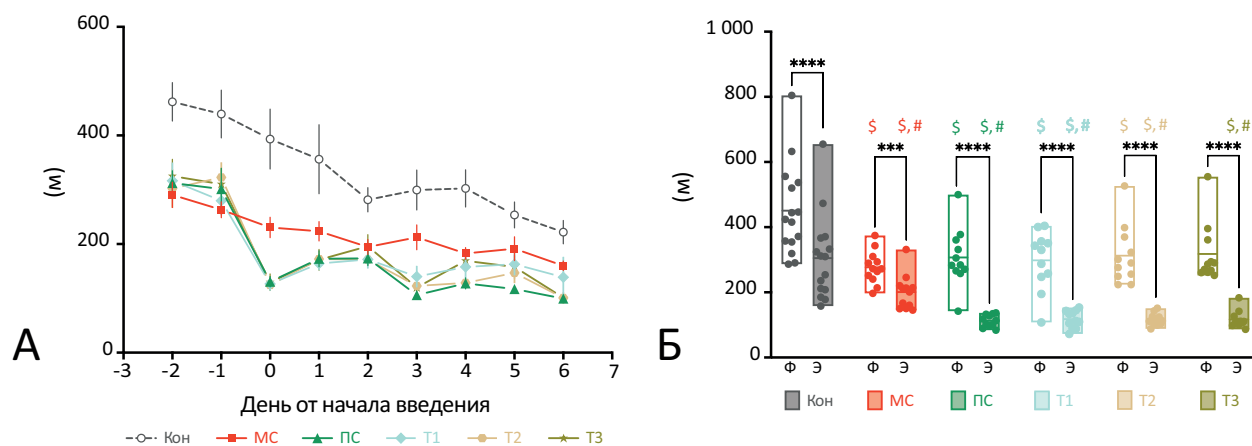 600
400
200
0
(м)
-3 -2 -1 0 1 2 3 4 5 6 7
День от начала введения
А
Кон МС ПС Т1 Т2 Т3
1 000
800
600
400
200
0
(м)
**** *** **** **** **** ****
$ $, # $ $, # $ $, # $ $, # $, #
Ф Э Ф Э Ф Э Ф Э Ф Э Ф Э
Б
Кон МС ПС Т1 Т2 Т3